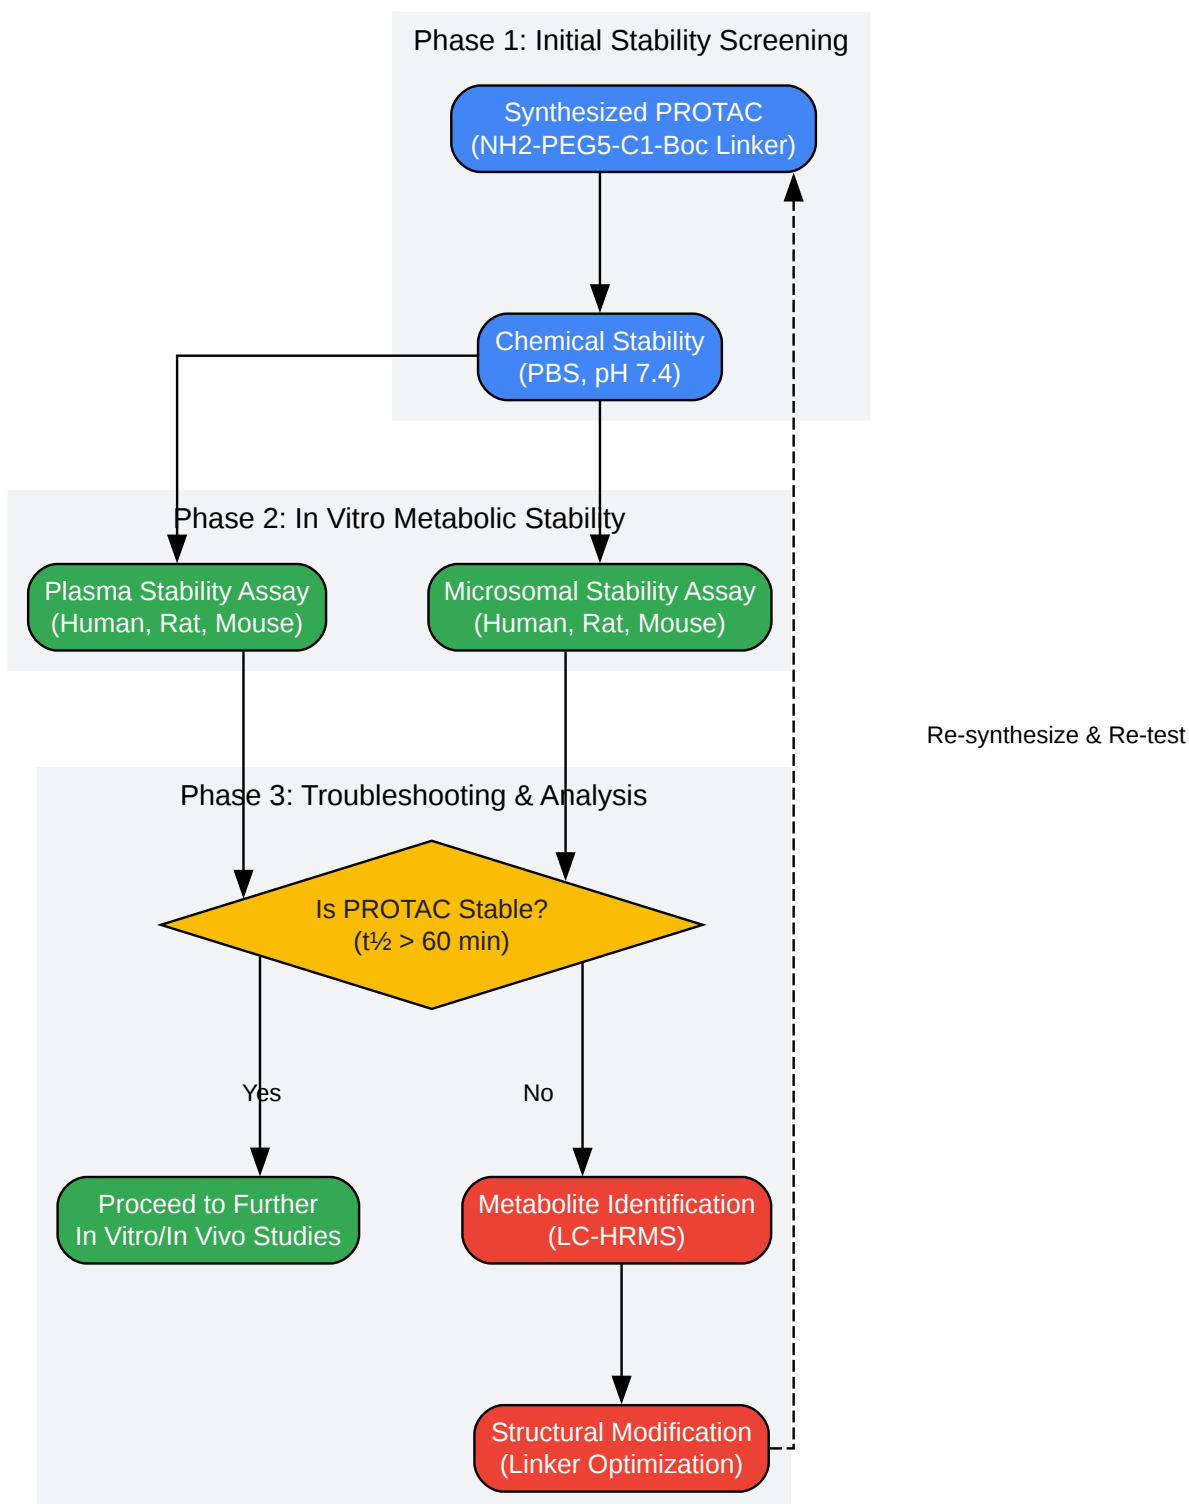 Phase 1: Initial Stability Screening
Synthesized PROTAC
(NH2-PEG5-C1-Boc Linker)
Chemical Stability
(PBS, pH 7.4)
Phase 2: In Vitro Metabolic Stability
Plasma Stability Assay
(Human, Rat, Mouse)
Microsomal Stability Assay
(Human, Rat, Mouse)
Re-synthesize & Re-test
Phase 3: Troubleshooting & Analysis
Is PROTAC Stable?
(t½ > 60 min)
Yes
No
Proceed to Further
In Vitro/In Vivo Studies
Metabolite Identification
(LC-HRMS)
Structural Modification
(Linker Optimization)